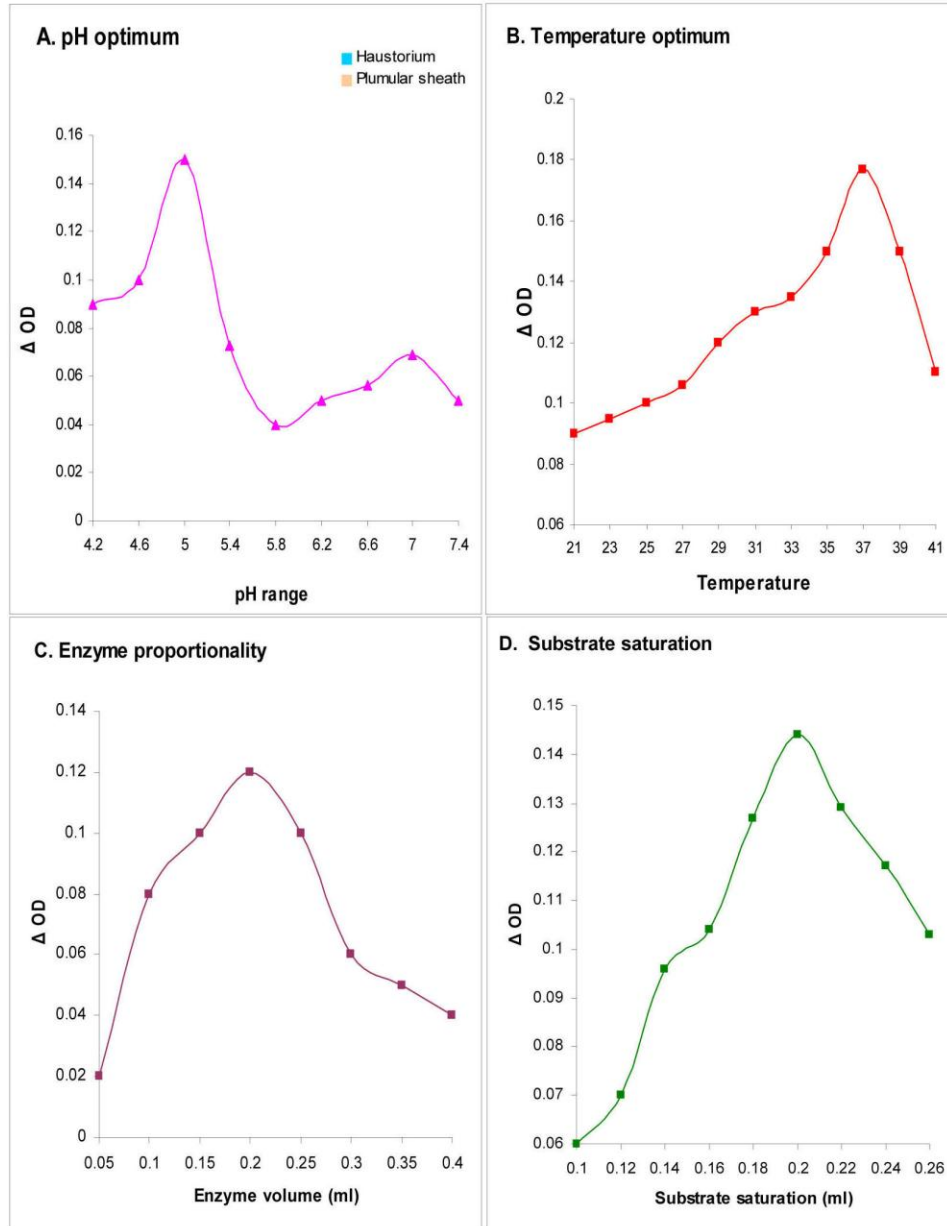 A. pH optimum
Haustorium
Plumular sheath
0.16
0.14
0.12
0.1
0.08
0.06
0.04
0.02
0
Δ OD
4.2 4.6 5 5.4 5.8 6.2 6.6 7 7.4
pH range
B. Temperature optimum
0.2
0.18
0.16
0.14
0.12
0.1
0.08
0.06
Δ OD
21 23 25 27 29 31 33 35 37 39 41
Temperature
C. Enzyme proportionality
0.14
0.12
0.1
0.08
0.06
0.04
0.02
0
Δ OD
0.05 0.1 0.15 0.2 0.25 0.3 0.35 0.4
Enzyme volume (ml)
D. Substrate saturation
0.15
0.14
0.13
0.12
0.11
0.1
0.09
0.08
0.07
0.06
Δ OD
0.1 0.12 0.14 0.16 0.18 0.2 0.22 0.24 0.26
Substrate saturation (ml)